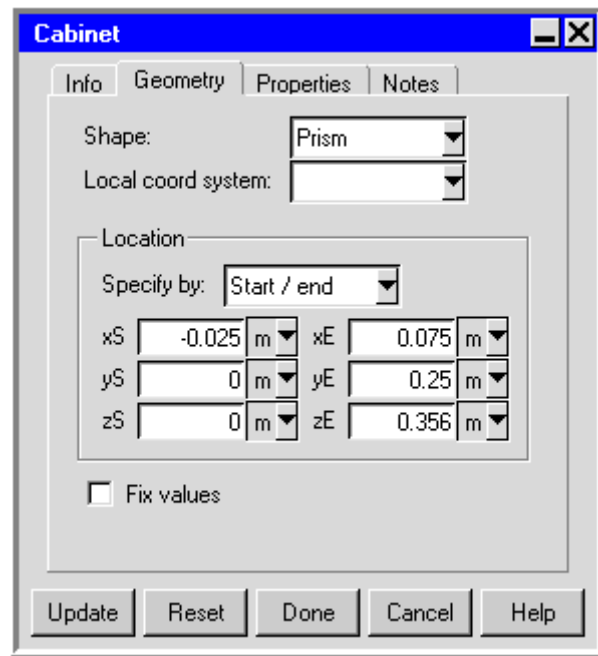 Cabinet
Info Geometry Properties Notes
Shape: Prism
Local coord system:
Location
Specify by: Start / end
xS -0.025 m xE 0.075 m
yS 0 m yE 0.25 m
zS 0 m zE 0.356 m
Fix values
Update Reset Done Cancel Help